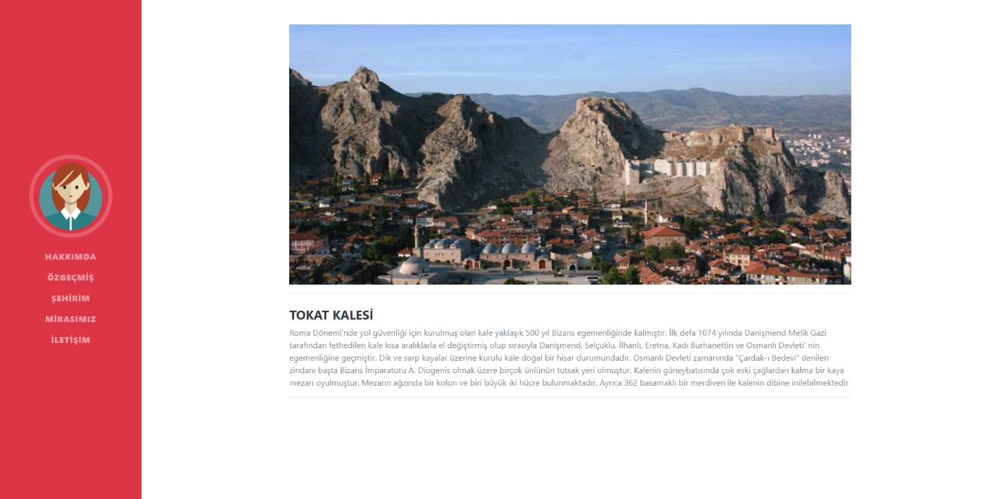 HAKKIMDA
ÖZGEÇMİŞ
ŞEHİRİM
MİRASIMIZ
İLETİŞİM
TOKAT KALESİ
Roma Dönemi'nde yol güvenliği için kurulmuş olan kale yaklaşık 500 yıl Bizans egemenliğinde kalmıştır. İlk defa 1074 yılında Danişmend Melik Gazi
tarafından fethedilen kale kısa aralıklarla el değiştirmiş olup sırasıyla Danişmend, Selçuklu, İlhanlı, Eretna, Kadı Burhanettin ve Osmanlı Devleti' nin
egemenliğine geçmiştir. Dik ve sarp kayalar üzerine kurulu kale doğal bir hisar durumundadır. Osmanlı Devleti zamanında “Çardak-ı Bedevi” denilen
zindanı başta Bizans İmparatoru A. Diogenis olmak üzere birçok ünlünün tutsak yeri olmuştur. Kalenin güneybatısında çok eski çağlardan kalma bir kaya
mezarı oyulmuştur. Mezarın ağzında bir kolon ve biri büyük iki hücre bulunmaktadır. Ayrıca 362 basamaklı bir merdiven ile kalenin dibine inilebilmektedir